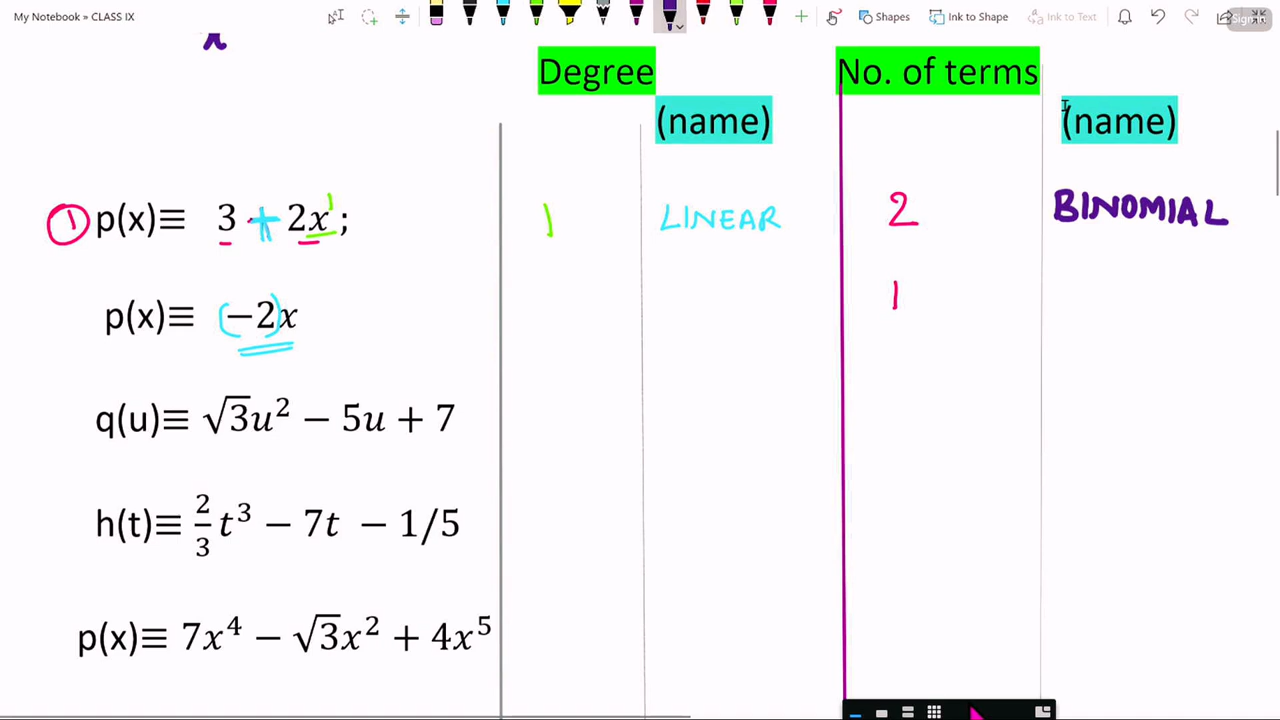 My Notebook » CLASS IX
Shapes Ink to Shape Ink to Text
Degree No. of terms
(name) (name)
① p(x)≡ 3 + 2x¹; 1 LINEAR 2 BINOMIAL
p(x)≡ (−2)x 1
q(u)≡ √3u² − 5u + 7
h(t)≡ 2/3 t³ − 7t − 1/5
p(x)≡ 7x⁴ − √3x² + 4x⁵